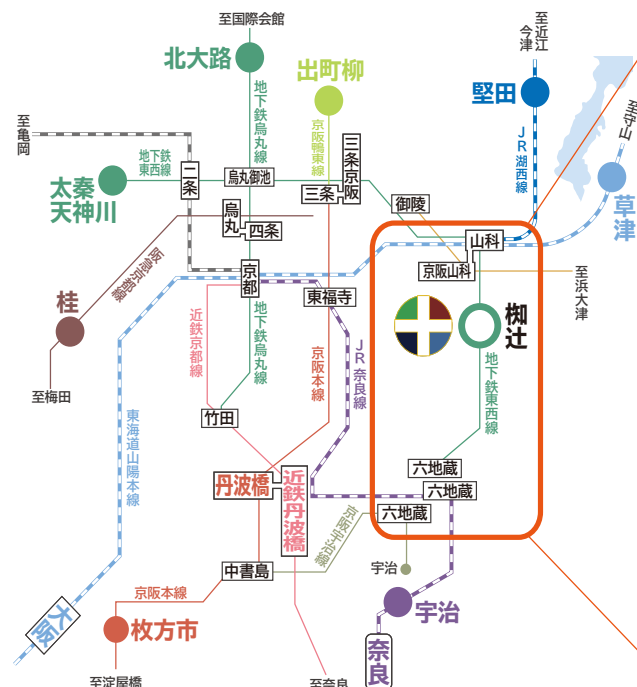 至国際会館
北大路
出町柳
至近江
今津
堅田
至守山
草津
至亀岡
地下鉄烏丸線
京阪鴨東線
JR湖西線
地下鉄
東西線
太秦
天神川
二条
烏丸御池
三条京阪
三条
御陵
烏丸
四条
山科
京阪山科
至浜大津
阪急京都線
京都
東福寺
桂
近鉄京都線
地下鉄烏丸線
京阪本線
JR奈良線
椥辻
地下鉄東西線
至梅田
竹田
東海道山陽本線
丹波橋
近鉄丹波橋
六地蔵
六地蔵
六地蔵
京阪宇治線
中書島
宇治
京阪本線
大阪
枚方市
宇治
奈良
至淀屋橋
至奈良